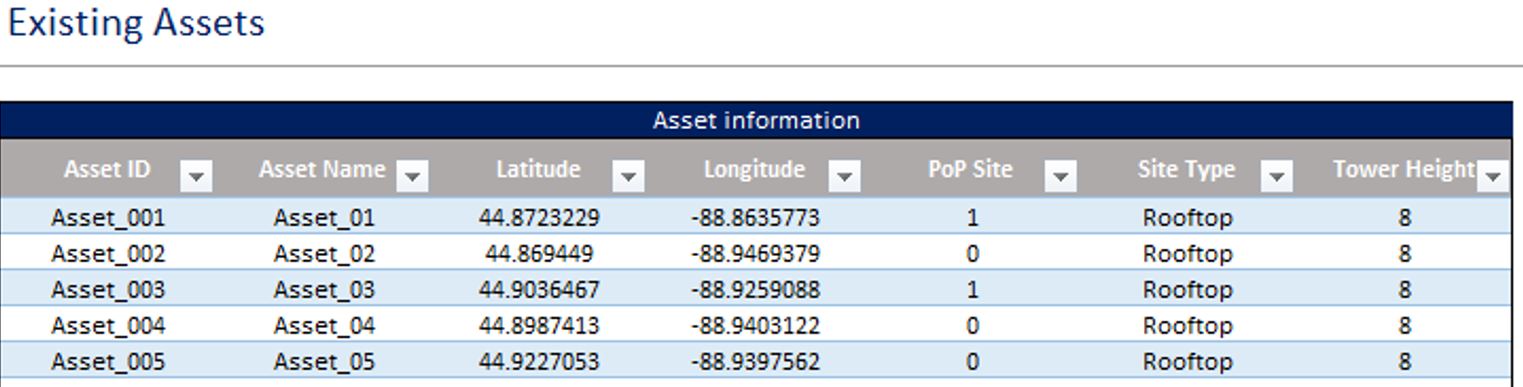 Existing Assets
Asset information
Asset ID Asset Name Latitude Longitude PoP Site Site Type Tower Height
Asset_001 Asset_01 44.8723229 -88.8635773 1 Rooftop 8
Asset_002 Asset_02 44.869449 -88.9469379 0 Rooftop 8
Asset_003 Asset_03 44.9036467 -88.9259088 1 Rooftop 8
Asset_004 Asset_04 44.8987413 -88.9403122 0 Rooftop 8
Asset_005 Asset_05 44.9227053 -88.9397562 0 Rooftop 8